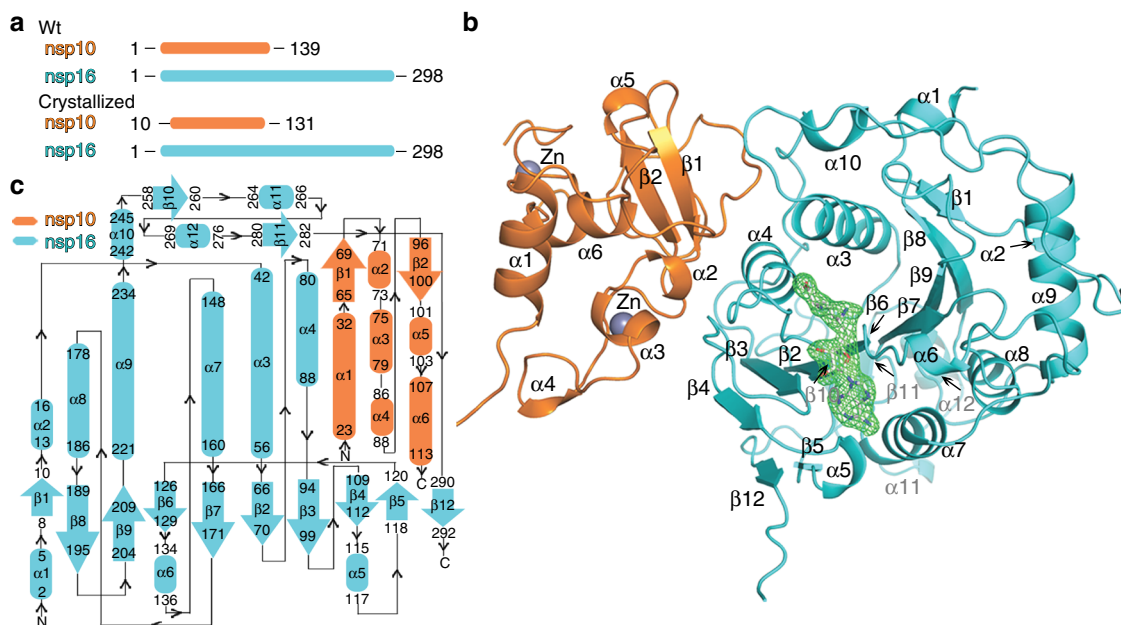 a
Wt
nsp10 1 139
nsp16 1 298
Crystallized
nsp10 10 131
nsp16 1 298
c
nsp10
nsp16
258 β10 260 264 α11 266
245 α10 242
269 α12 276 280 β11 282
N 2 α1 5
8 β1 10
13 α2 16
178 α8 186
189 β8 195
204 β9 209
221 α9 234
126 β6 129
134 α6 136
148 α7 160
166 β7 171
42 α3 56
66 β2 70
80 α4 88
94 β3 99
109 β4 112
115 α5 117
118 β5 120
290 β12 292 C
N 23 α1 32
65 β1 69
71 α2 73
75 α3 79
86 α4 88
96 β2 100
101 α5 103
107 α6 113 C
b
α5
Zn
β1
β2
α1
α6
α2
Zn
α3
α4
α1
α10
β1
α4
α3
β8
α2
β9
α9
β6
β7
β3
β2
α6
α8
β4
β1
β11
α12
β5
α5
α7
α11
β12